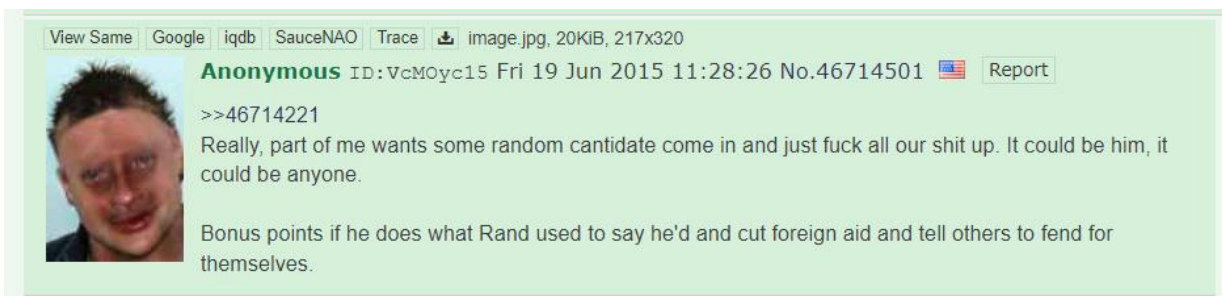 View Same Google iqdb SauceNAO Trace image.jpg, 20KiB, 217x320
Anonymous ID:VcMOyc15 Fri 19 Jun 2015 11:28:26 No.46714501 Report
>>46714221
Really, part of me wants some random cantidate come in and just fuck all our shit up. It could be him, it
could be anyone.
Bonus points if he does what Rand used to say he'd and cut foreign aid and tell others to fend for
themselves.